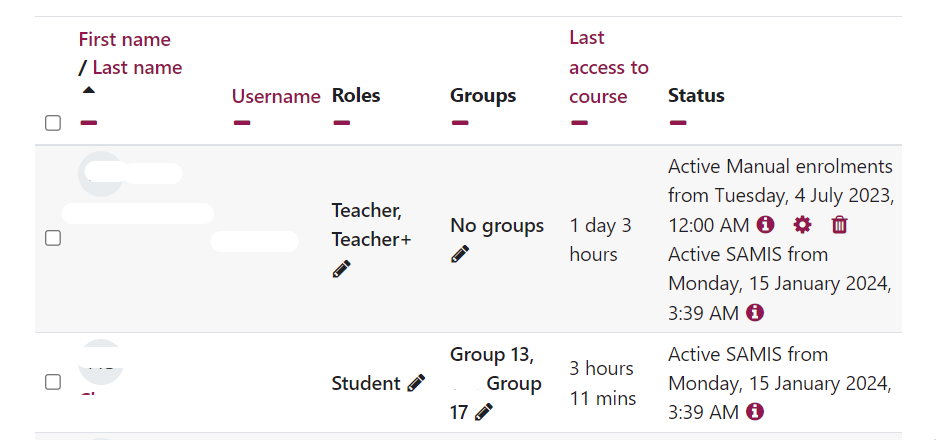 First name
/ Last name
Username
Roles
Groups
Last
access to
course
Status
Teacher,
Teacher+
No groups
1 day 3
hours
Active Manual enrolments
from Tuesday, 4 July 2023,
12:00 AM
Active SAMIS from
Monday, 15 January 2024,
3:39 AM
Student
Group 13,
Group
17
3 hours
11 mins
Active SAMIS from
Monday, 15 January 2024,
3:39 AM